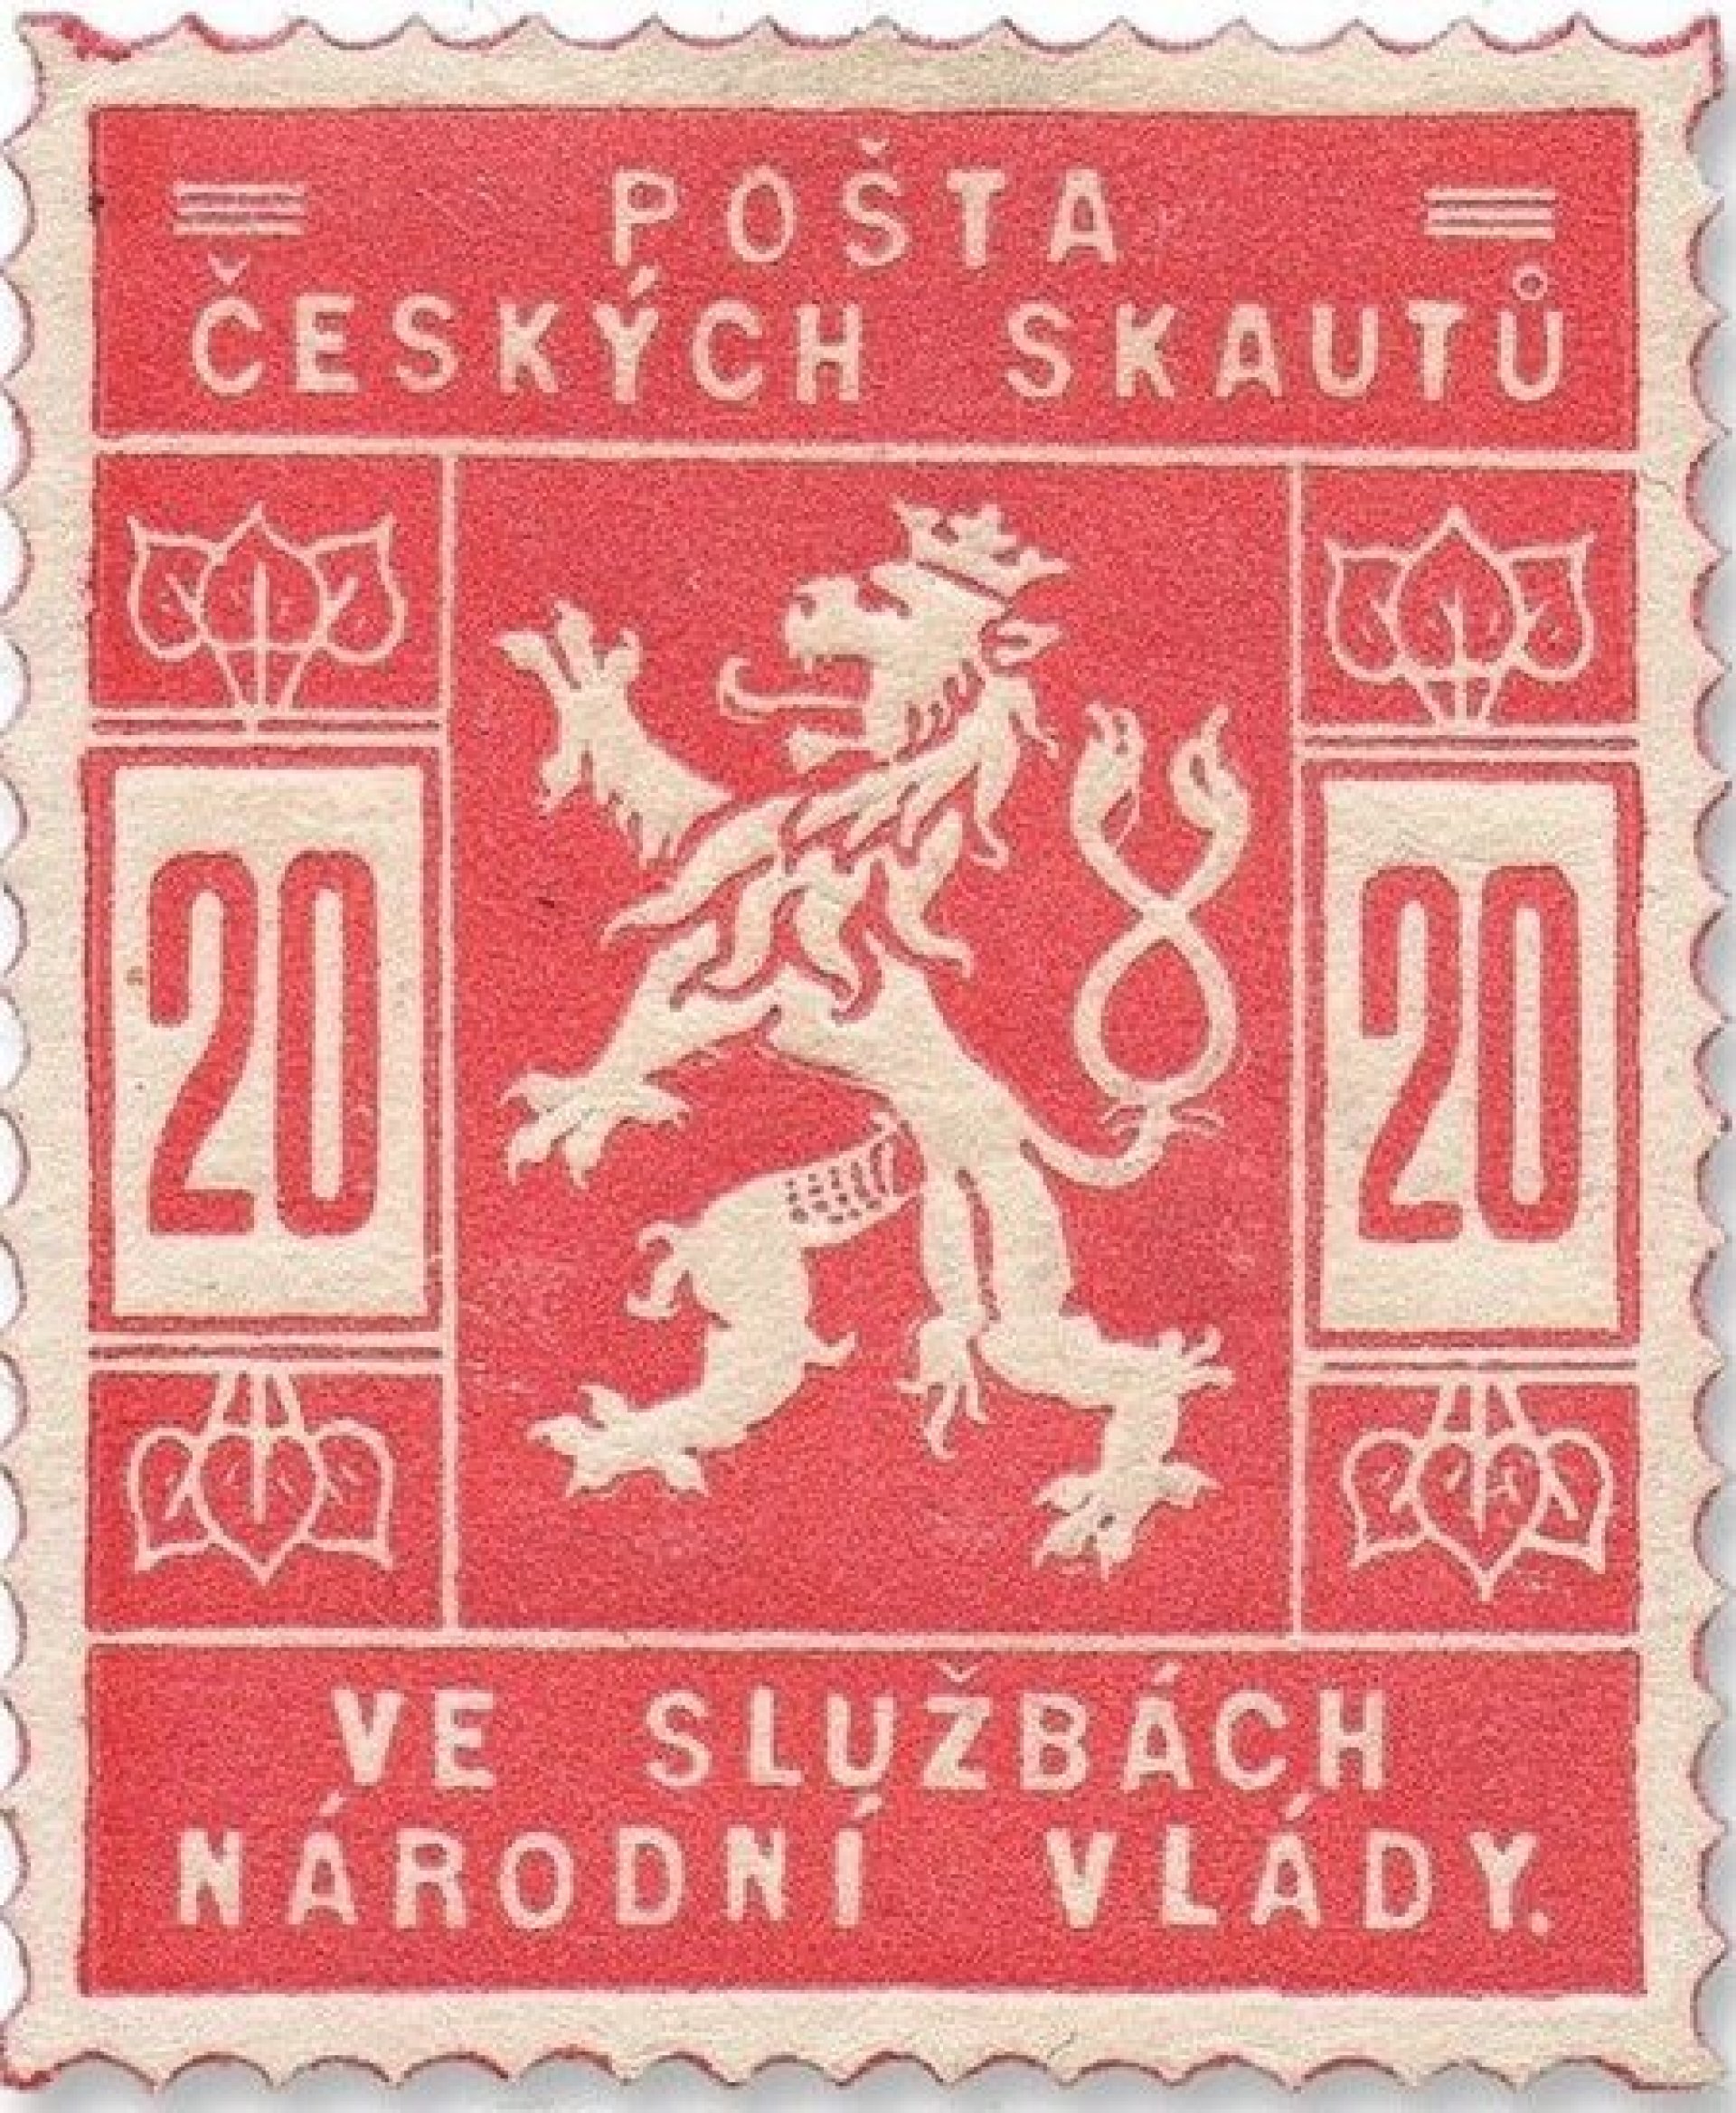 POŠTA
ČESKÝCH SKAUTŮ
20 20
VE SLUŽBÁCH
NÁRODNÍ VLÁDY.